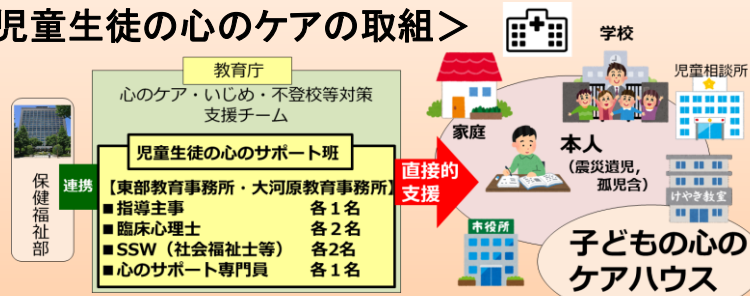 児童生徒の心のケアの取組＞
教育庁
心のケア・いじめ・不登校等対策
支援チーム
児童生徒の心のサポート班
【東部教育事務所・大河原教育事務所】
■指導主事 各１名
■臨床心理士 各２名
■SSW（社会福祉士等） 各2名
■心のサポート専門員 各１名
保健福祉部
連携
直接的
支援
学校
児童相談所
家庭
本人
（震災遺児，
孤児含）
けやき教室
市役所
子どもの心の
ケアハウス